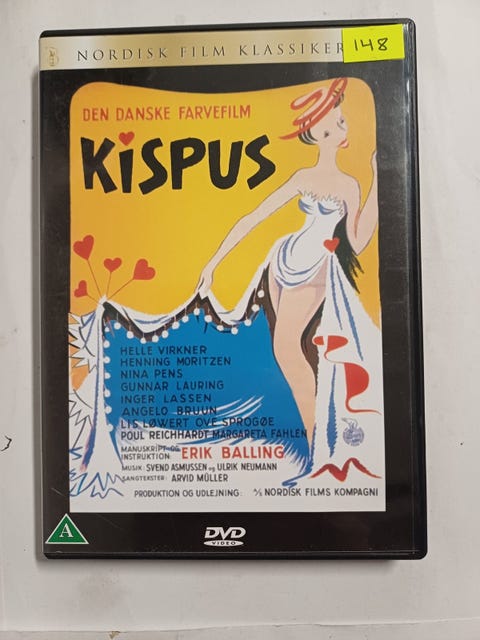 NORDISK FILM KLASSIKER
148
DEN DANSKE FARVEFILM
KISPUS
HELLE VIRKNER
HENNING MORITZEN
NINA PENS
GUNNAR LAURING
INGER LASSEN
ANGELO BRUUN
LIS LØWERT OVE SPROGØE
POUL REICHHARDT MARGARETA FAHLÉN
MANUSKRIPT OG
INSTRUKTION: ERIK BALLING
MUSIK: SVEND ASMUSSEN og ULRIK NEUMANN
SANGTEKSTER: ARVID MÜLLER
PRODUKTION OG UDLEJNING: A/S NORDISK FILMS KOMPAGNI
A
DVD
VIDEO